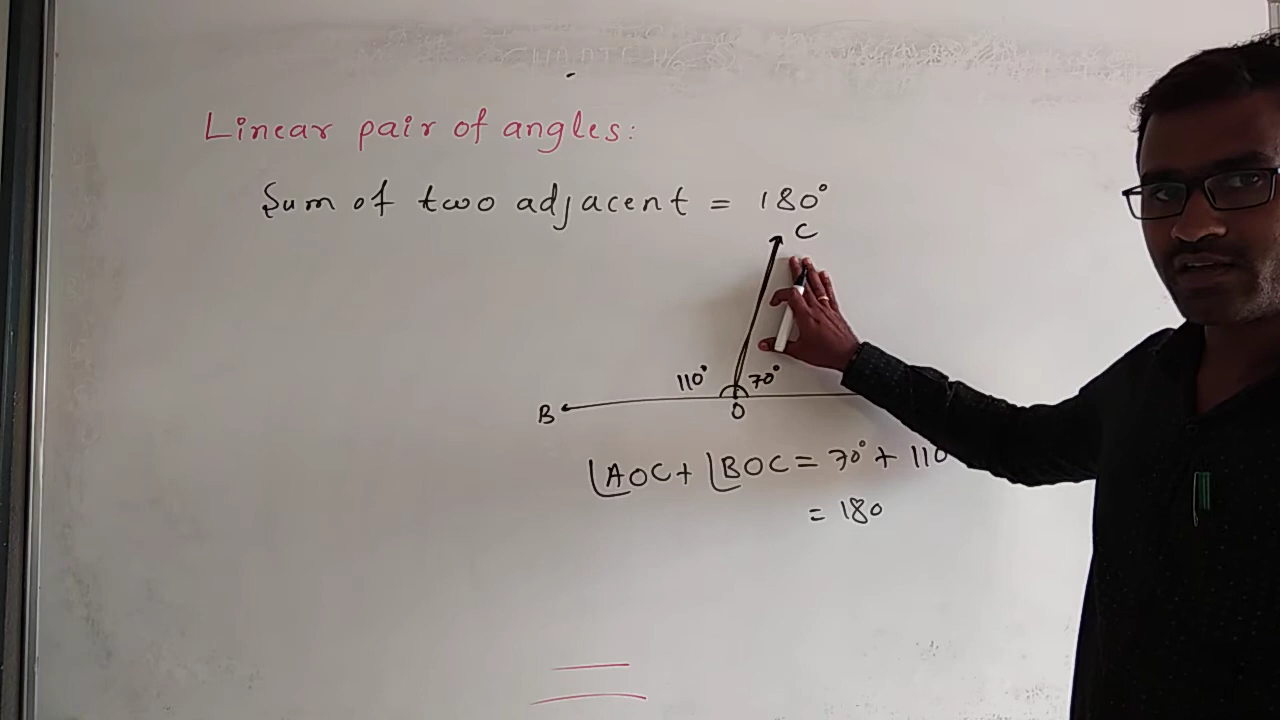 Linear pair of angles:
Sum of two adjacent = 180°
C
110° 70°
B O
∠AOC + ∠BOC = 70° + 110
= 180